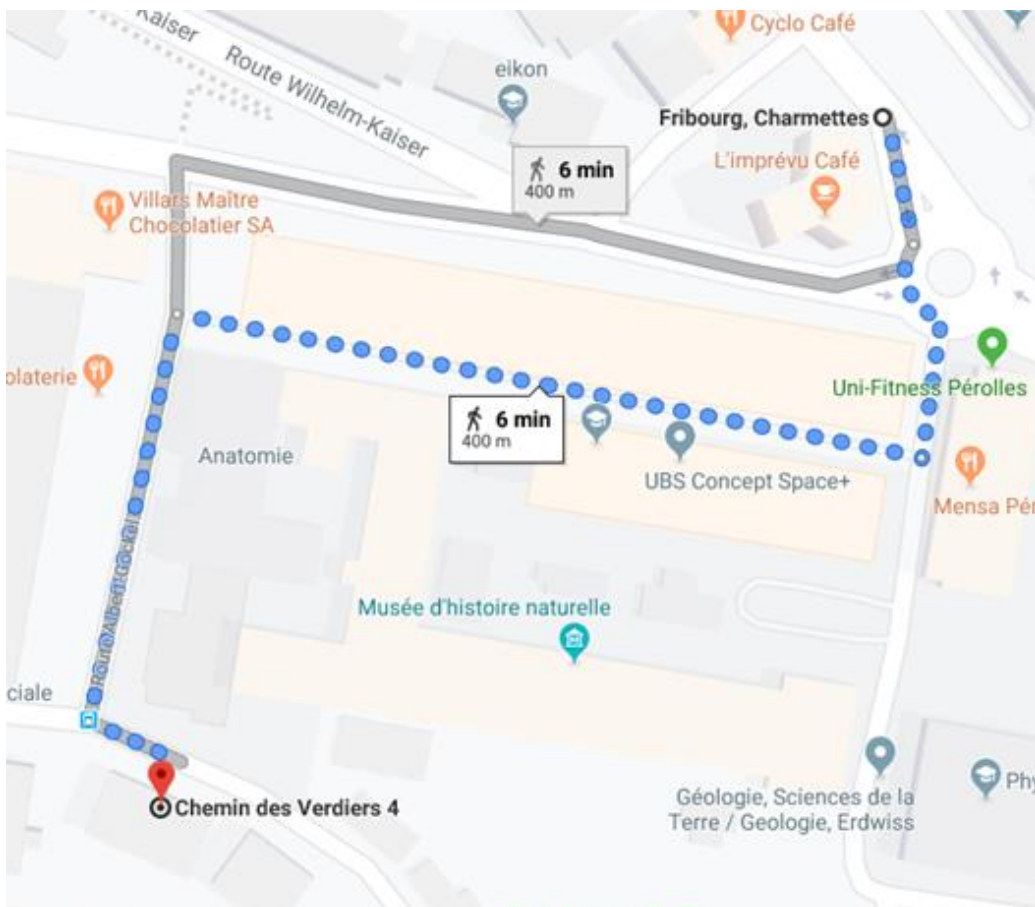 Kaiser
Route Wilhelm-Kaiser
eikon
Cyclo Café
Fribourg, Charmettes
L'imprévu Café
6 min
400 m
Villars Maître
Chocolatier SA
olaterie
Uni-Fitness Pérolles
6 min
400 m
Anatomie
UBS Concept Space+
Mensa Pér
Route Albert-Gockel
Musée d'histoire naturelle
ciale
Chemin des Verdiers 4
Géologie, Sciences de la
Terre / Geologie, Erdwiss
Phy